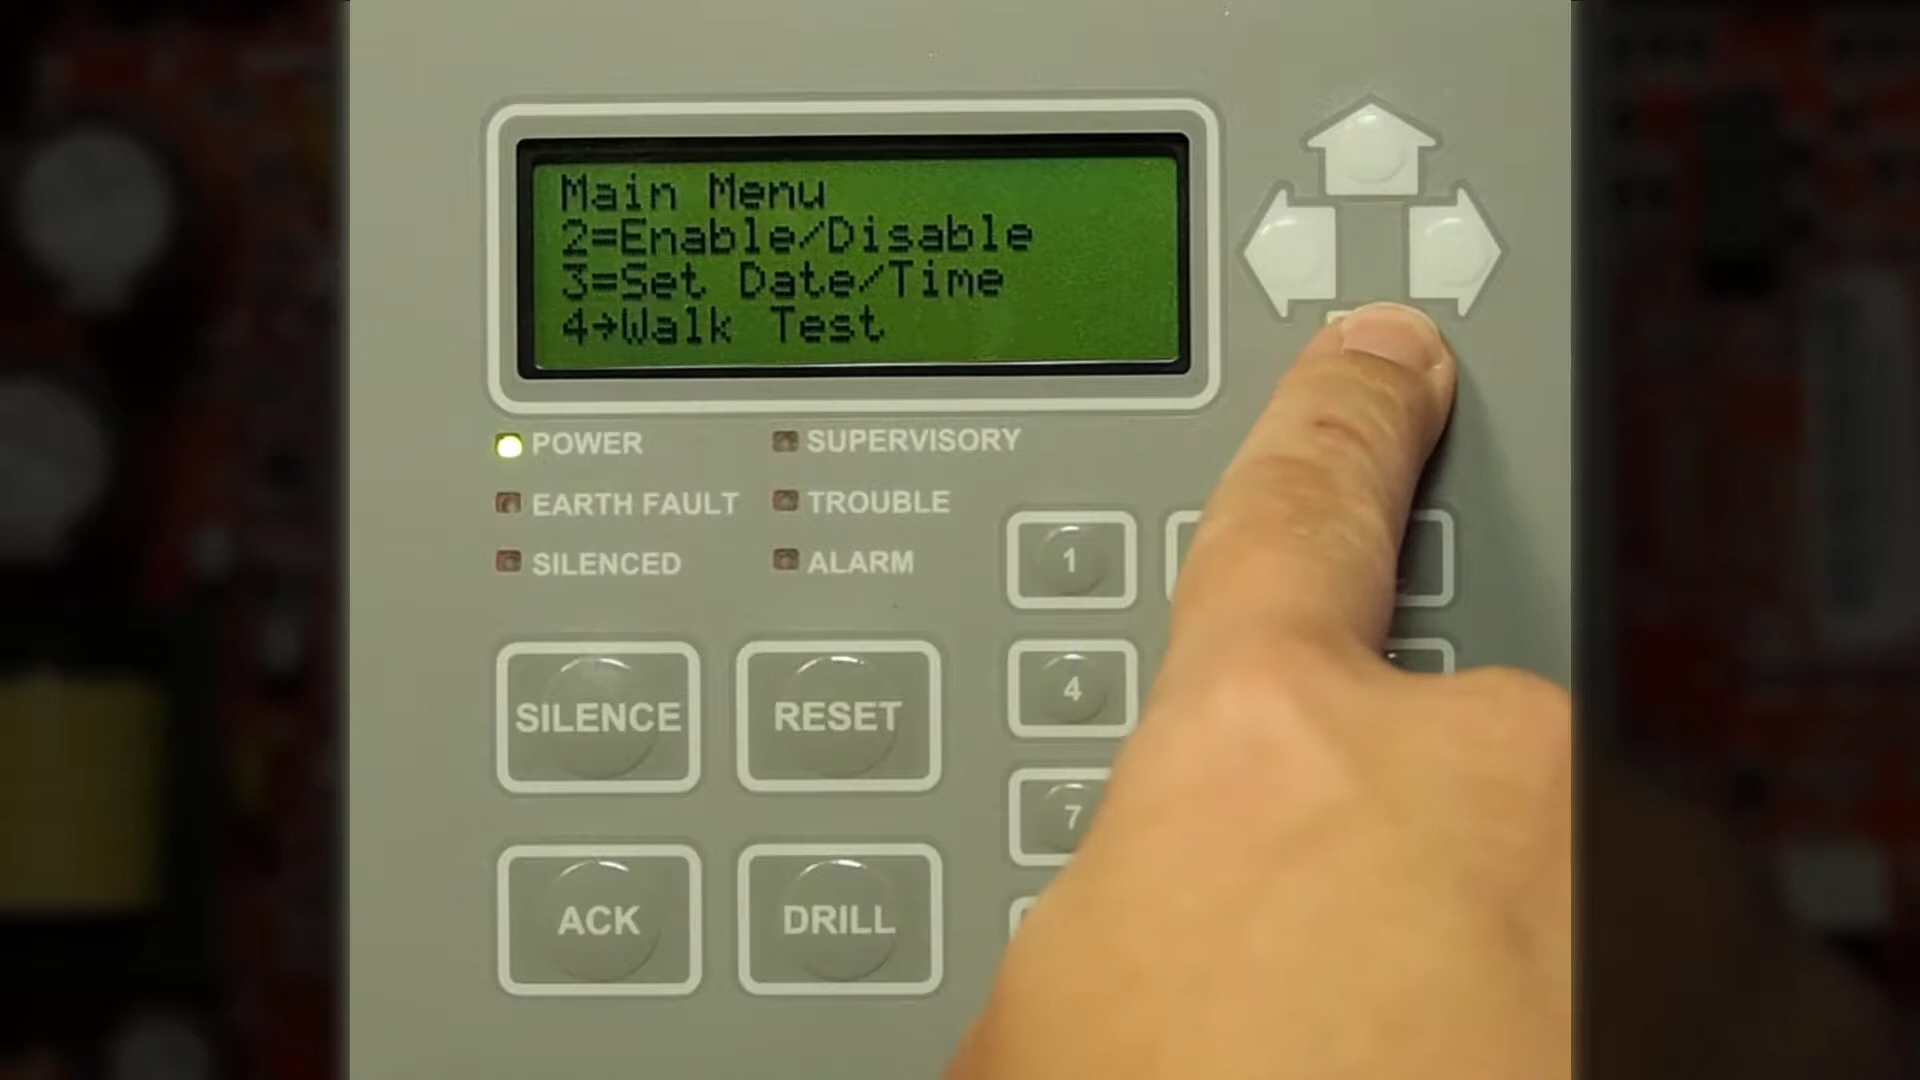 Main Menu
2=Enable/Disable
3=Set Date/Time
4→Walk Test
POWER
SUPERVISORY
EARTH FAULT
TROUBLE
SILENCED
ALARM
1
SILENCE
RESET
4
7
ACK
DRILL